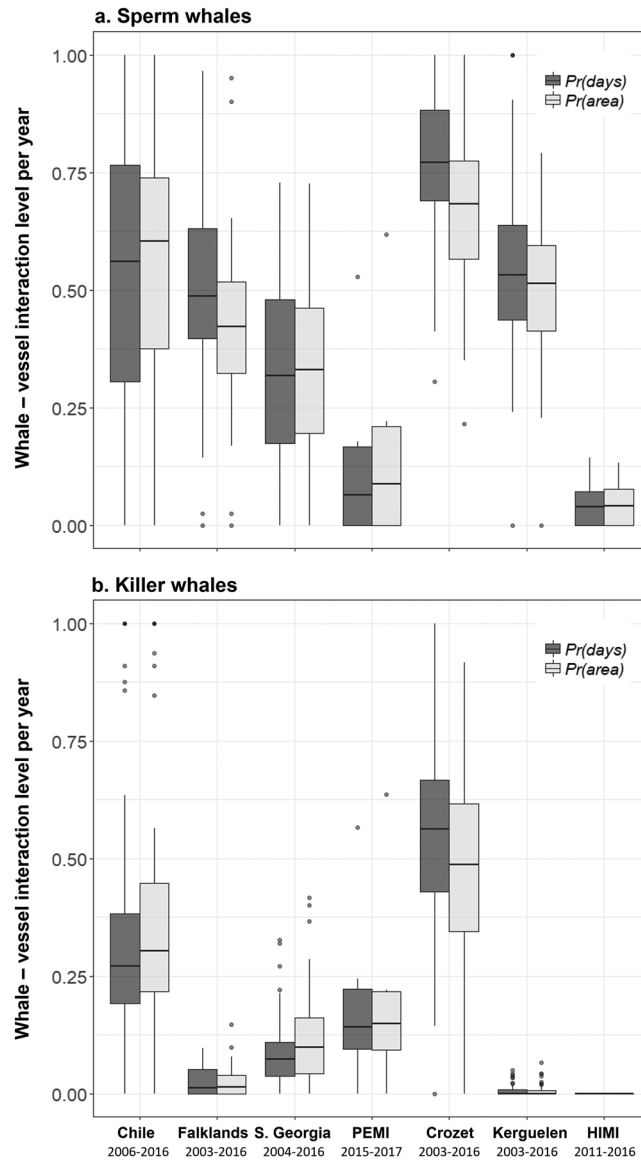 a. Sperm whales
Whale – vessel interaction level per year
1.00
0.75
0.50
0.25
0.00
Pr(days)
Pr(area)
b. Killer whales
Whale – vessel interaction level per year
1.00
0.75
0.50
0.25
0.00
Pr(days)
Pr(area)
Chile Falklands S. Georgia PEMI Crozet Kerguelen HIMI
2006-2016 2003-2016 2004-2016 2015-2017 2003-2016 2003-2016 2011-2016